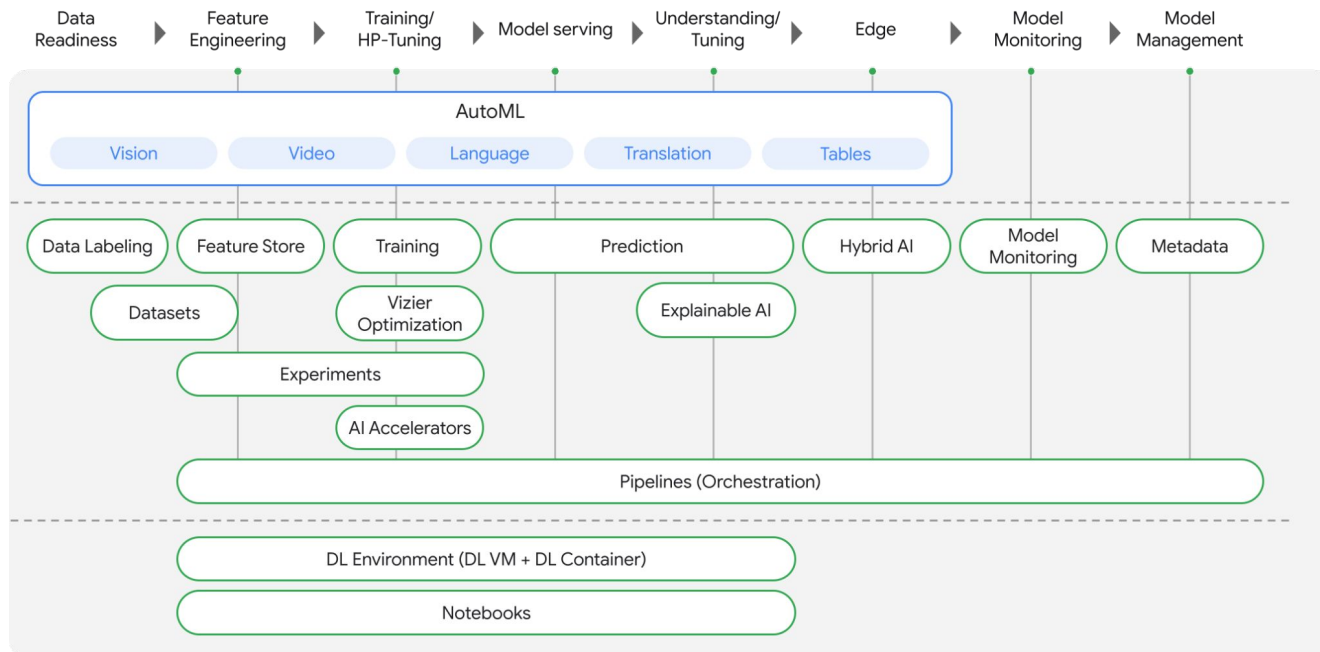 Data
Readiness
Feature
Engineering
Training/
HP-Tuning
Model serving
Understanding/
Tuning
Edge
Model
Monitoring
Model
Management
AutoML
Vision
Video
Language
Translation
Tables
Data Labeling
Feature Store
Training
Prediction
Hybrid AI
Model
Monitoring
Metadata
Datasets
Vizier
Optimization
Explainable AI
Experiments
AI Accelerators
Pipelines (Orchestration)
DL Environment (DL VM + DL Container)
Notebooks